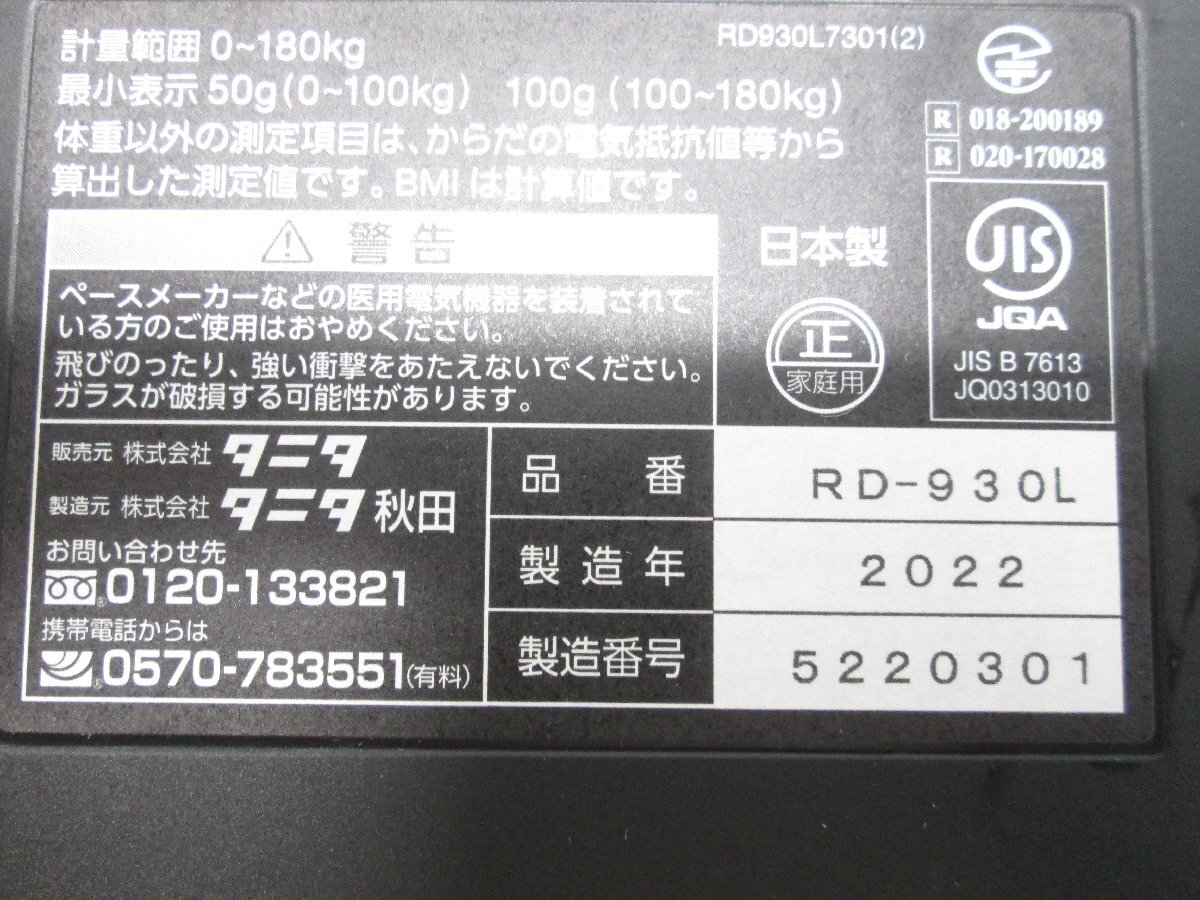 計量範囲 0~180kg
RD930L7301(2)
最小表示 50g(0~100kg) 100g (100~180kg)
体重以外の測定項目は、からだの電気抵抗値等から
算出した測定値です。BMIは計算値です。
R 018-200189
R 020-170028
警告
ペースメーカーなどの医用電気機器を装着されて
いる方のご使用はおやめください。
飛びのったり、強い衝撃をあたえないでください。
ガラスが破損する可能性があります。
日本製
正
家庭用
JIS
JQA
JIS B 7613
JQ0313010
販売元 株式会社 タニタ
製造元 株式会社 タニタ 秋田
お問い合わせ先
0120-133821
携帯電話からは
0570-783551(有料)
品番 RD-930L
製造年 2022
製造番号 5220301